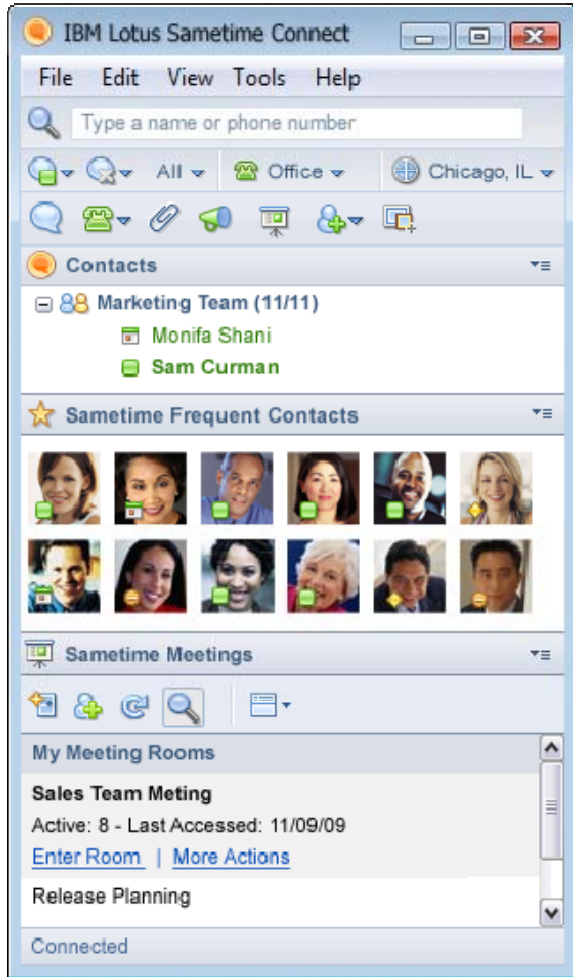 IBM Lotus Sametime Connect
File Edit View Tools Help
Type a name or phone number
All Office Chicago, IL
Contacts
Marketing Team (11/11)
Monifa Shani
Sam Curman
Sametime Frequent Contacts
Sametime Meetings
My Meeting Rooms
Sales Team Meting
Active: 8 - Last Accessed: 11/09/09
Enter Room | More Actions
Release Planning
Connected